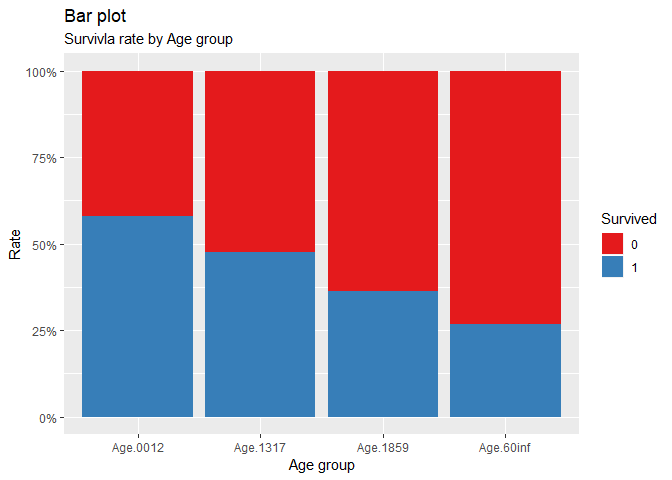 Bar plot
Survivla rate by Age group
100%
75%
50%
25%
0%
Rate
Age.0012 Age.1317 Age.1859 Age.60inf
Age group
Survived
0
1